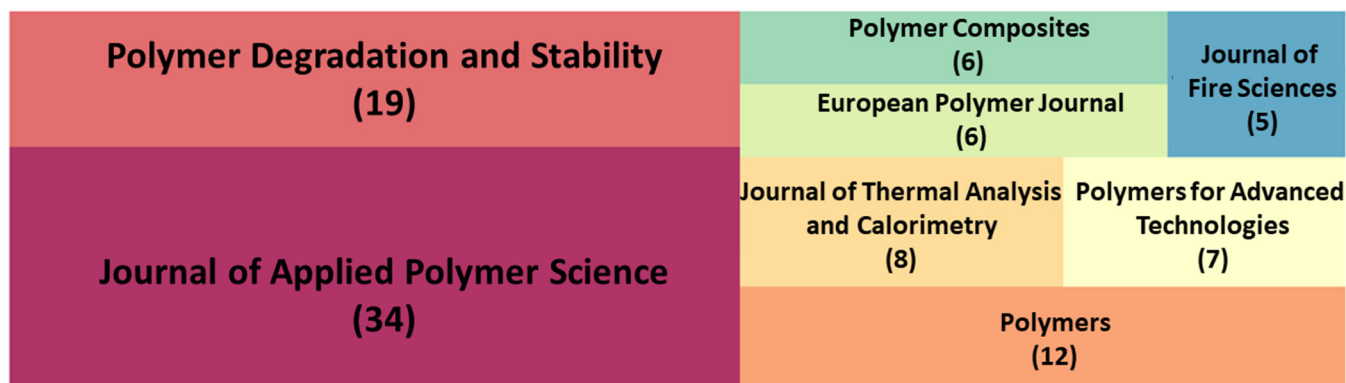 Polymer Degradation and Stability
(19)
Journal of Applied Polymer Science
(34)
Polymer Composites
(6)
European Polymer Journal
(6)
Journal of
Fire Sciences
(5)
Journal of Thermal Analysis
and Calorimetry
(8)
Polymers for Advanced
Technologies
(7)
Polymers
(12)